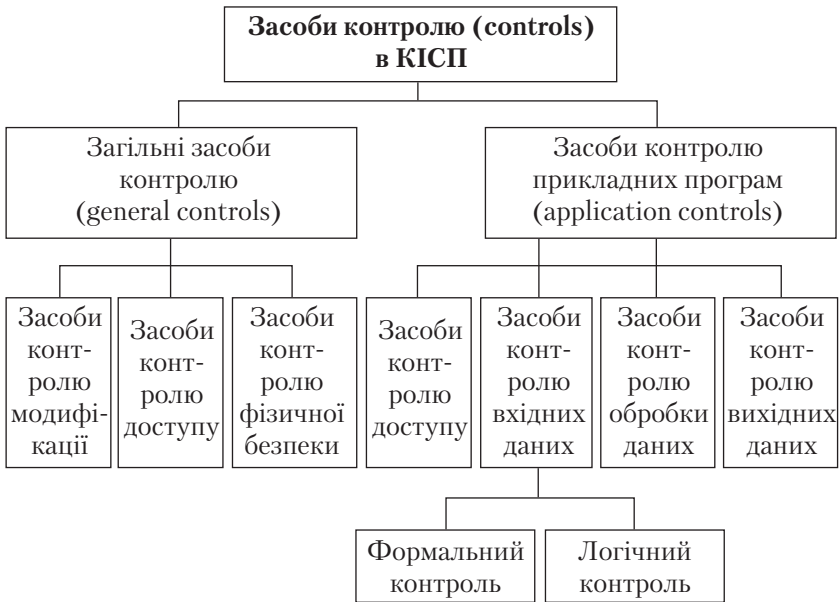 Засоби контролю (controls)
в КІСП
Загільні засоби
контролю
(general controls)
Засоби контролю
прикладних програм
(application controls)
Засоби
конт-
ролю
модифі-
кації
Засоби
конт-
ролю
доступу
Засоби
конт-
ролю
фізичної
безпеки
Засоби
конт-
ролю
доступу
Засоби
конт-
ролю
вхідних
даних
Засоби
конт-
ролю
обробки
даних
Засоби
конт-
ролю
вихідних
даних
Формальний
контроль
Логічний
контроль